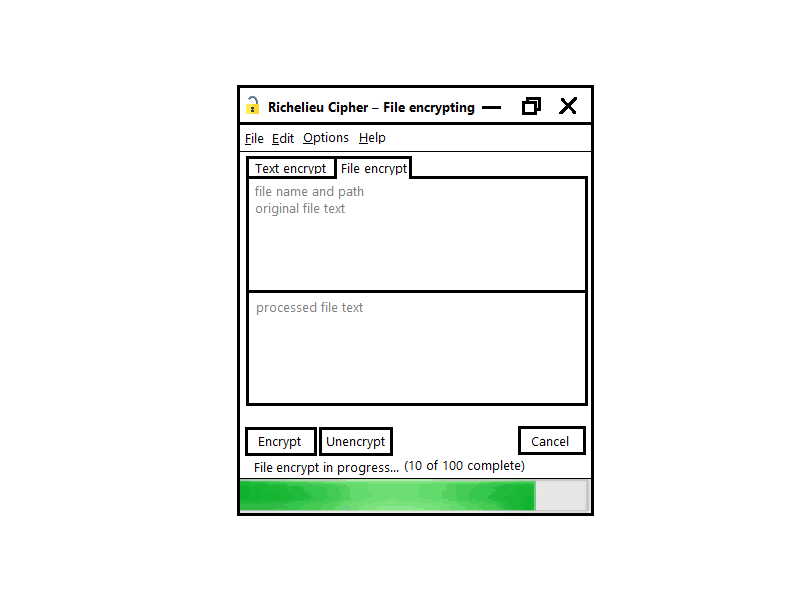 Richelieu Cipher – File encrypting
File Edit Options Help
Text encrypt File encrypt
file name and path
original file text
processed file text
Encrypt Unencrypt Cancel
File encrypt in progress... (10 of 100 complete)